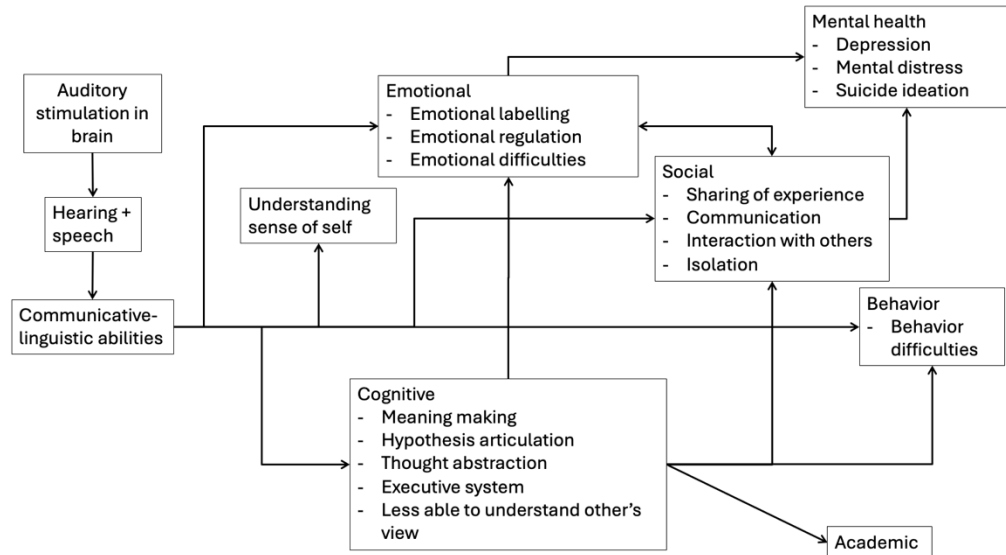 Auditory
stimulation in
brain
Hearing +
speech
Communicative-
linguistic abilities
Understanding
sense of self
Emotional
- Emotional labelling
- Emotional regulation
- Emotional difficulties
Cognitive
- Meaning making
- Hypothesis articulation
- Thought abstraction
- Executive system
- Less able to understand other's
view
Mental health
- Depression
- Mental distress
- Suicide ideation
Social
- Sharing of experience
- Communication
- Interaction with others
- Isolation
Behavior
- Behavior
difficulties
Academic